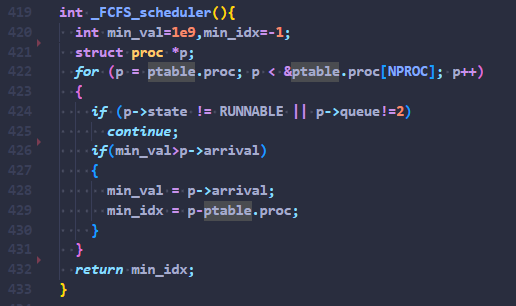 419 int _FCFS_scheduler(){
420   int min_val=1e9,min_idx=-1;
421   struct proc *p;
422   for (p = ptable.proc; p < &ptable.proc[NPROC]; p++)
423   {
424     if (p->state != RUNNABLE || p->queue!=2)
425       continue;
426     if(min_val>p->arrival)
427     {
428       min_val = p->arrival;
429       min_idx = p-ptable.proc;
430     }
431   }
432   return min_idx;
433 }